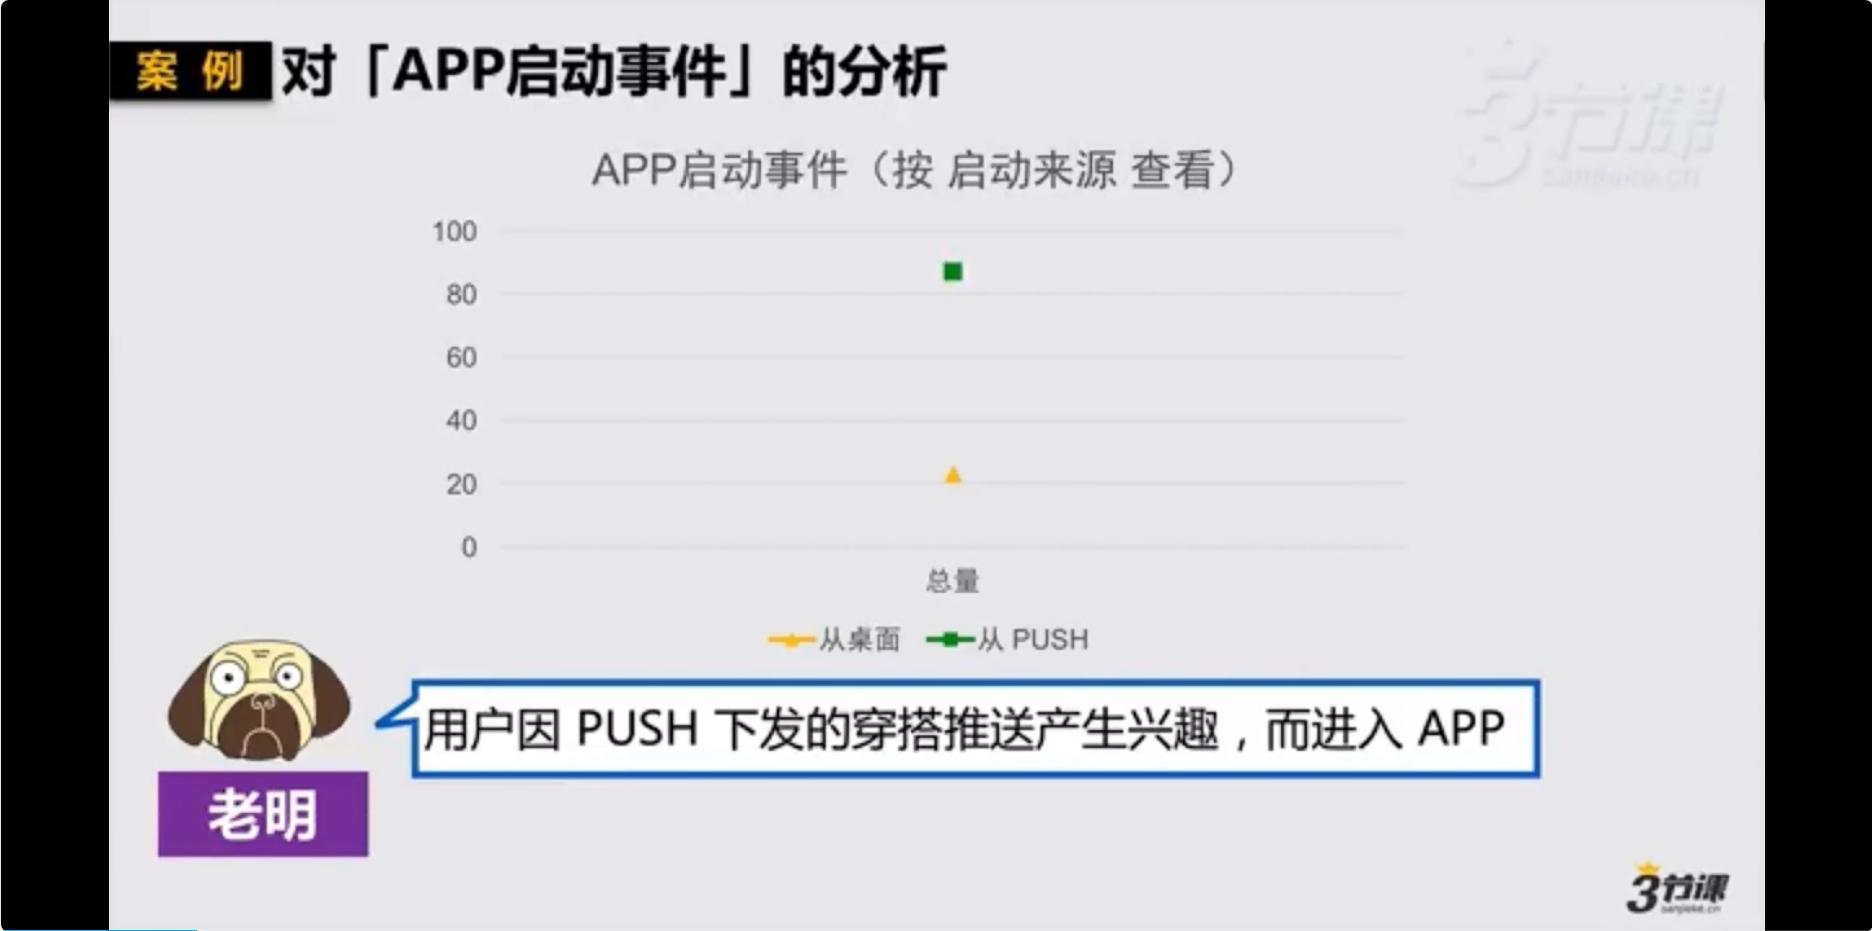 案 例 对「APP启动事件」的分析
3节课
sanjieke.cn
APP启动事件（按 启动来源 查看）
100
80
60
40
20
0
总量
从桌面 从 PUSH
用户因 PUSH 下发的穿搭推送产生兴趣，而进入 APP
老明
3节课
sanjieke.cn